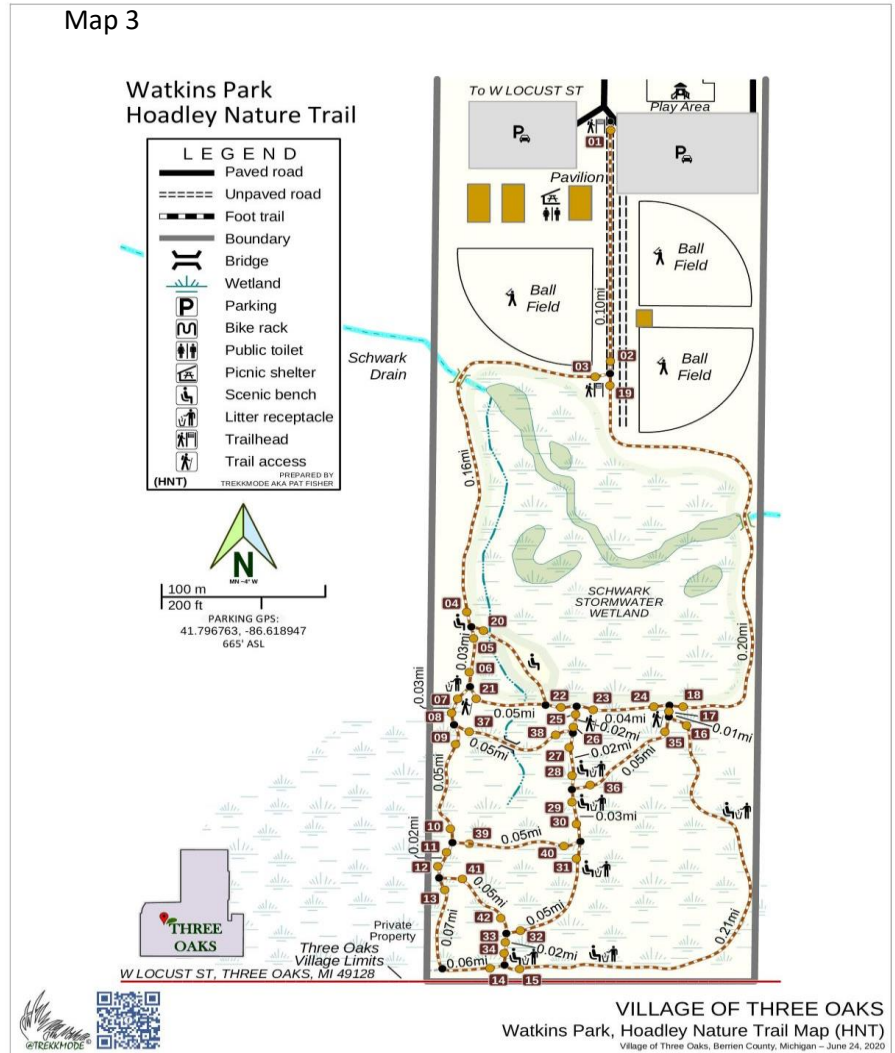 Map 3
Watkins Park
Hoadley Nature Trail
LEGEND
Paved road
Unpaved road
Foot trail
Boundary
Bridge
Wetland
P Parking
Bike rack
Public toilet
Picnic shelter
Scenic bench
Litter receptacle
Trailhead
Trail access
(HNT)
PREPARED BY
TREKKMODE AKA PAT FISHER
N
MN ~4° W
100 m
200 ft
PARKING GPS:
41.796763, -86.618947
665' ASL
To W LOCUST ST
Play Area
P
P
01
Pavilion
Ball
Field
Ball
Field
Ball
Field
0.10mi
Schwark
Drain
02
03
19
0.16mi
SCHWARK
STORMWATER
WETLAND
0.20mi
04
20
05
0.03mi
06
0.03mi
21
07
08
22
23
24
18
0.05mi
25
0.04mi
17
0.01mi
37
38
0.02mi
16
09
0.05mi
26
35
27
0.02mi
0.05mi
28
0.05mi
36
29
0.03mi
10
30
0.02mi
39
0.05mi
11
40
12
31
41
13
0.05mi
42
0.05mi
0.07mi
33
32
34
0.02mi
0.21mi
0.06mi
14
15
Private
Property
Three Oaks
Village Limits
THREE
OAKS
W LOCUST ST, THREE OAKS, MI 49128
@TREKKMODE
VILLAGE OF THREE OAKS
Watkins Park, Hoadley Nature Trail Map (HNT)
Village of Three Oaks, Berrien County, Michigan – June 24, 2020